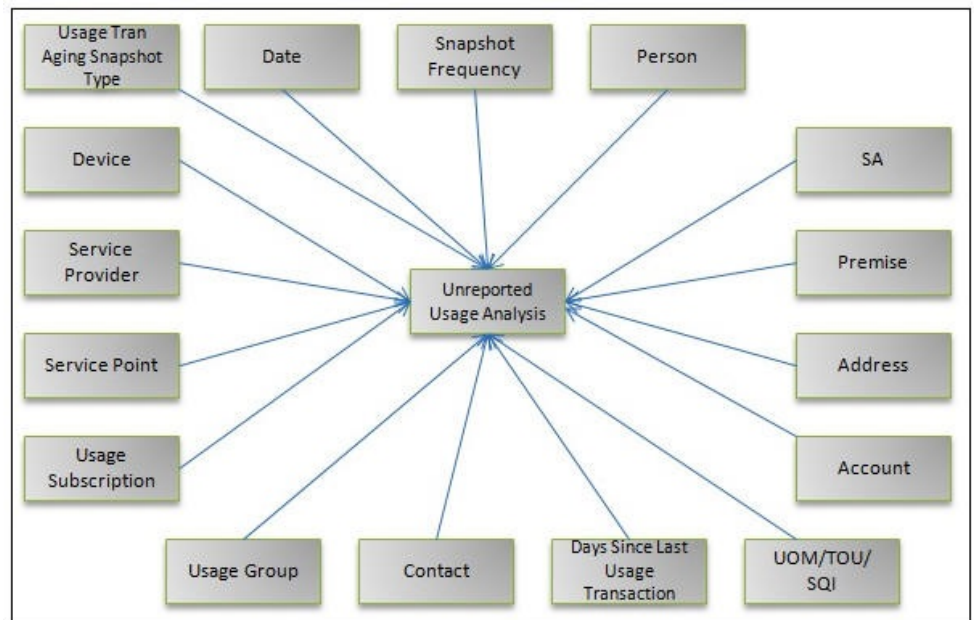 Usage Tran
Aging Snapshot
Type
Date
Snapshot
Frequency
Person
Device
SA
Service
Provider
Premise
Unreported
Usage Analysis
Service Point
Address
Usage
Subscription
Account
Usage Group
Contact
Days Since Last
Usage
Transaction
UOM/TOU/
SQI